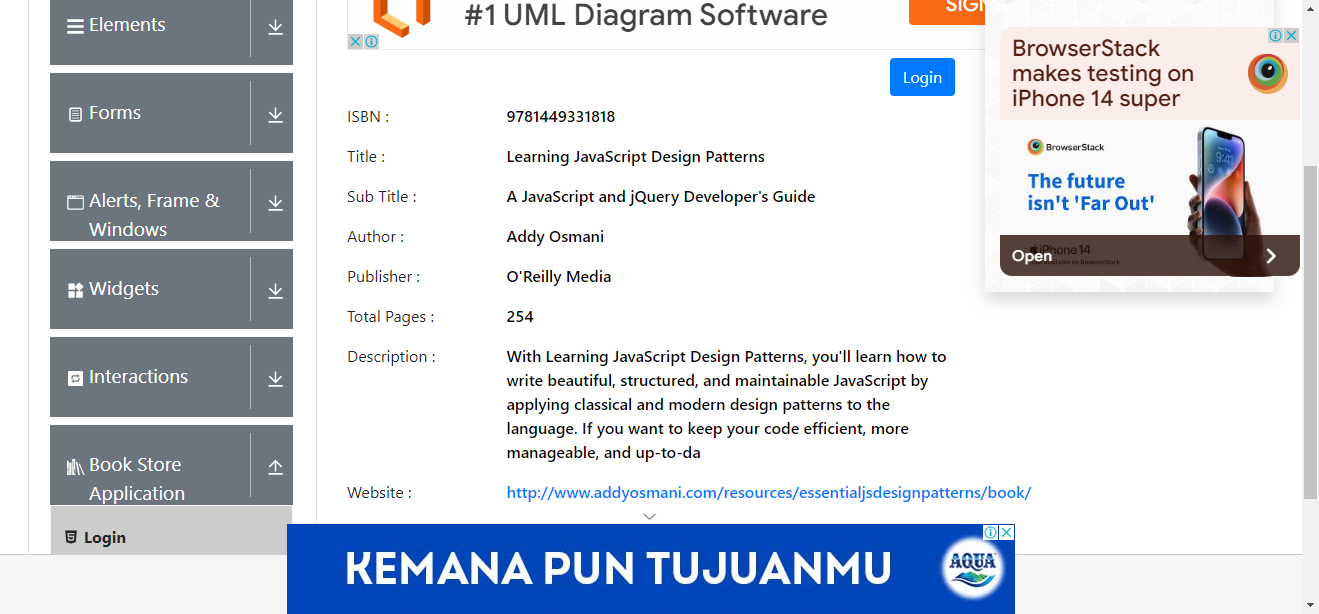 Elements
Forms
Alerts, Frame &
Windows
Widgets
Interactions
Book Store
Application
Login
#1 UML Diagram Software
SIGN
Login
ISBN : 9781449331818
Title : Learning JavaScript Design Patterns
Sub Title : A JavaScript and jQuery Developer's Guide
Author : Addy Osmani
Publisher : O'Reilly Media
Total Pages : 254
Description : With Learning JavaScript Design Patterns, you'll learn how to
write beautiful, structured, and maintainable JavaScript by
applying classical and modern design patterns to the
language. If you want to keep your code efficient, more
manageable, and up-to-da
Website : http://www.addyosmani.com/resources/essentialjsdesignpatterns/book/
BrowserStack
makes testing on
iPhone 14 super
BrowserStack
9:41
The future
isn't 'Far Out'
iPhone 14
Open
KEMANA PUN TUJUANMU
AQUA